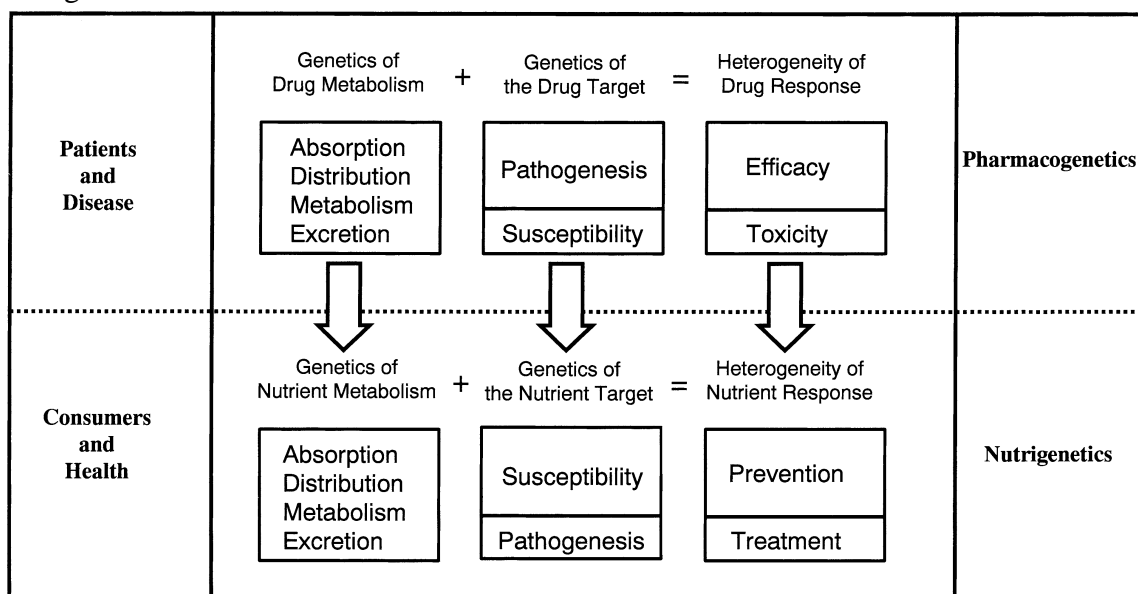 Genetics of
Drug Metabolism
+
Genetics of
the Drug Target
=
Heterogeneity of
Drug Response
Patients
and
Disease
Absorption
Distribution
Metabolism
Excretion
Pathogenesis
Susceptibility
Efficacy
Toxicity
Pharmacogenetics
Genetics of
Nutrient Metabolism
+
Genetics of
the Nutrient Target
=
Heterogeneity of
Nutrient Response
Consumers
and
Health
Absorption
Distribution
Metabolism
Excretion
Susceptibility
Pathogenesis
Prevention
Treatment
Nutrigenetics